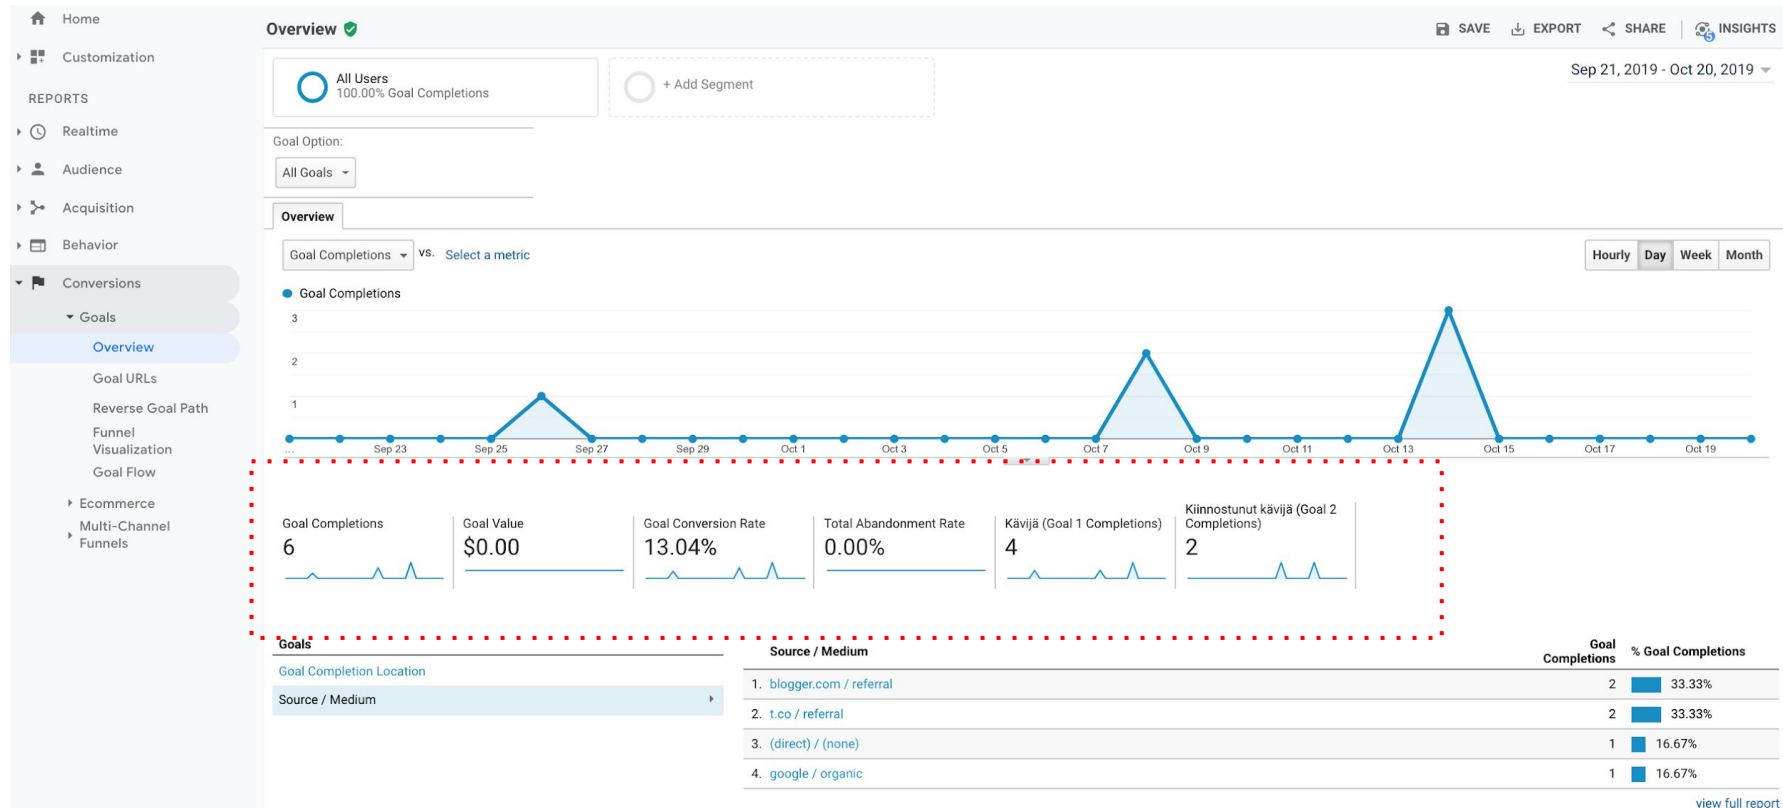 Home
Customization
REPORTS
Realtime
Audience
Acquisition
Behavior
Conversions
Goals
Overview
Goal URLs
Reverse Goal Path
Funnel
Visualization
Goal Flow
Ecommerce
Multi-Channel
Funnels
Overview
SAVE
EXPORT
SHARE
5
INSIGHTS
All Users
100.00% Goal Completions
+ Add Segment
Sep 21, 2019 - Oct 20, 2019
Goal Option:
All Goals
Overview
Goal Completions
VS.
Select a metric
Hourly
Day
Week
Month
Goal Completions
3
2
1
...
Sep 23
Sep 25
Sep 27
Sep 29
Oct 1
Oct 3
Oct 5
Oct 7
Oct 9
Oct 11
Oct 13
Oct 15
Oct 17
Oct 19
Goal Completions
6
Goal Value
$0.00
Goal Conversion Rate
13.04%
Total Abandonment Rate
0.00%
Kävijä (Goal 1 Completions)
4
Kiinnostunut kävijä (Goal 2
Completions)
2
Goals
Goal Completion Location
Source / Medium
Source / Medium
Goal
Completions
% Goal Completions
1. blogger.com / referral
2
33.33%
2. t.co / referral
2
33.33%
3. (direct) / (none)
1
16.67%
4. google / organic
1
16.67%
view full report